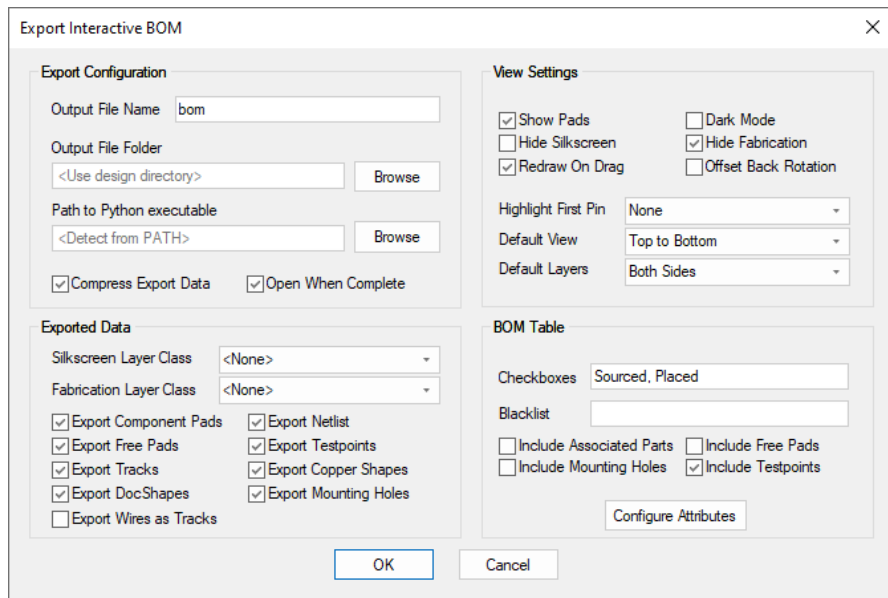 Export Interactive BOM
Export Configuration
Output File Name
bom
Output File Folder
<Use design directory>
Browse
Path to Python executable
<Detect from PATH>
Browse
Compress Export Data
Open When Complete
View Settings
Show Pads
Dark Mode
Hide Silkscreen
Hide Fabrication
Redraw On Drag
Offset Back Rotation
Highlight First Pin
None
Default View
Top to Bottom
Default Layers
Both Sides
Exported Data
Silkscreen Layer Class
<None>
Fabrication Layer Class
<None>
Export Component Pads
Export Netlist
Export Free Pads
Export Testpoints
Export Tracks
Export Copper Shapes
Export DocShapes
Export Mounting Holes
Export Wires as Tracks
BOM Table
Checkboxes
Sourced, Placed
Blacklist
Include Associated Parts
Include Free Pads
Include Mounting Holes
Include Testpoints
Configure Attributes
OK
Cancel